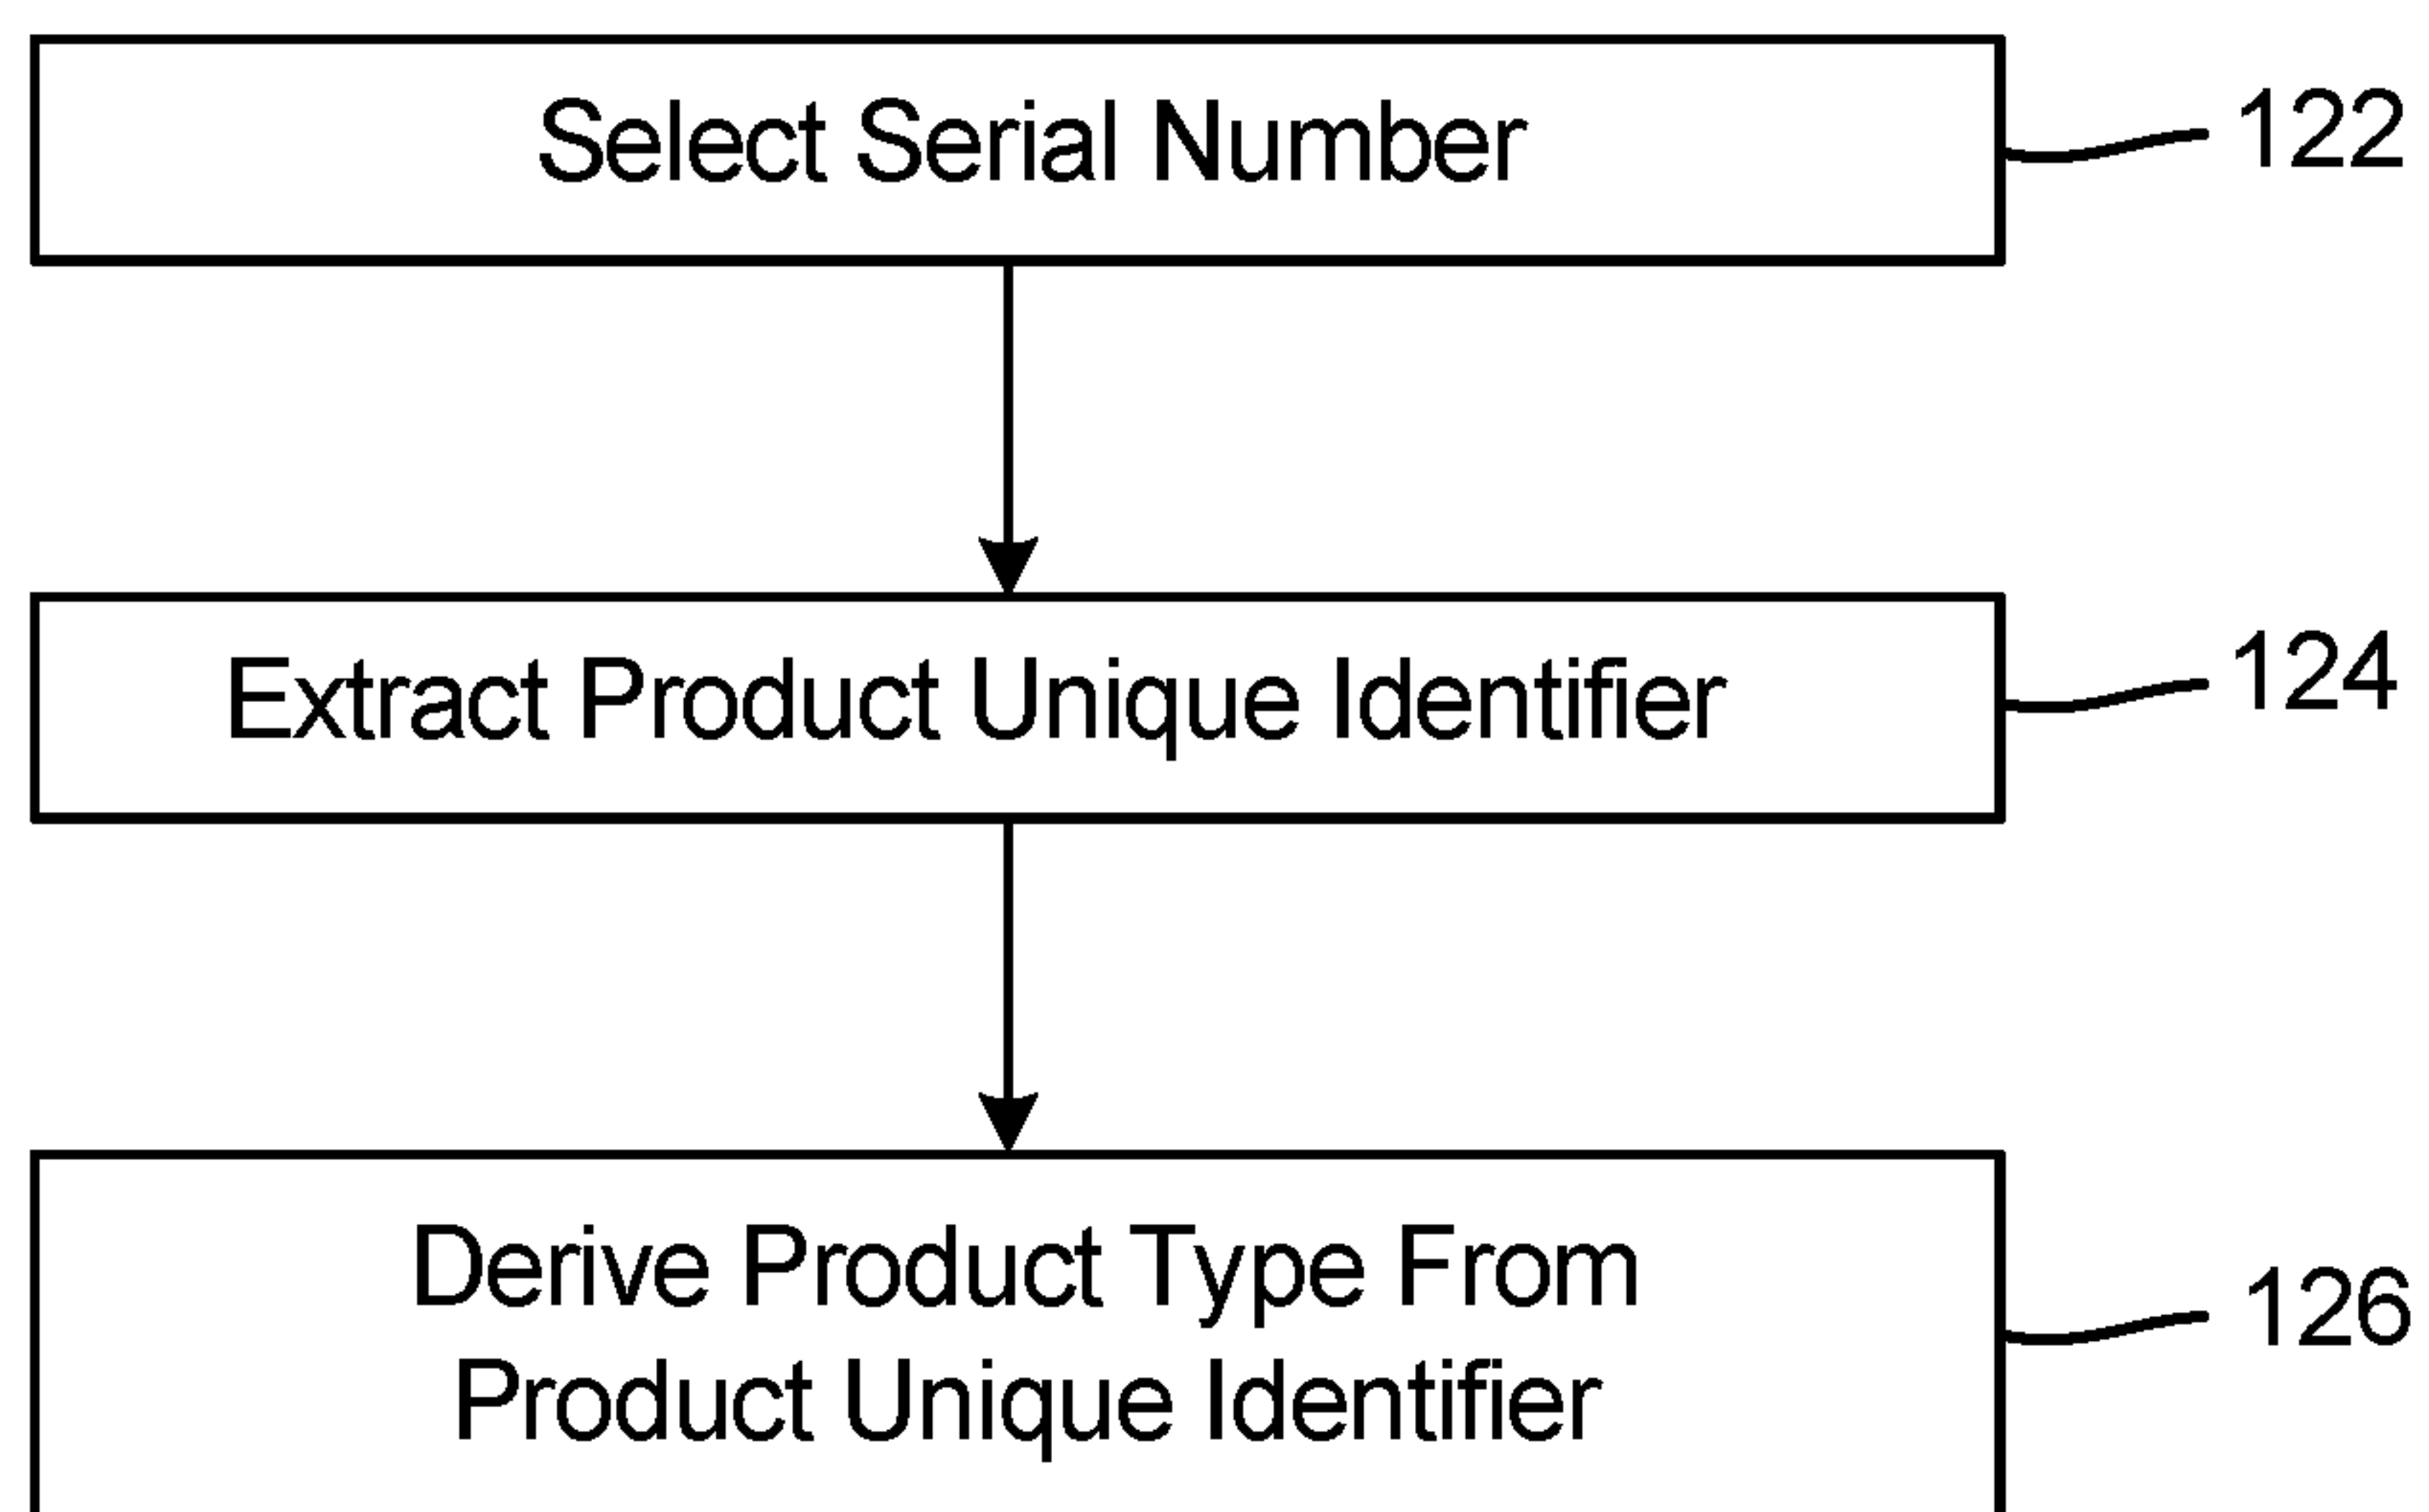 Select Serial Number
122
Extract Product Unique Identifier
124
Derive Product Type From
Product Unique Identifier
126